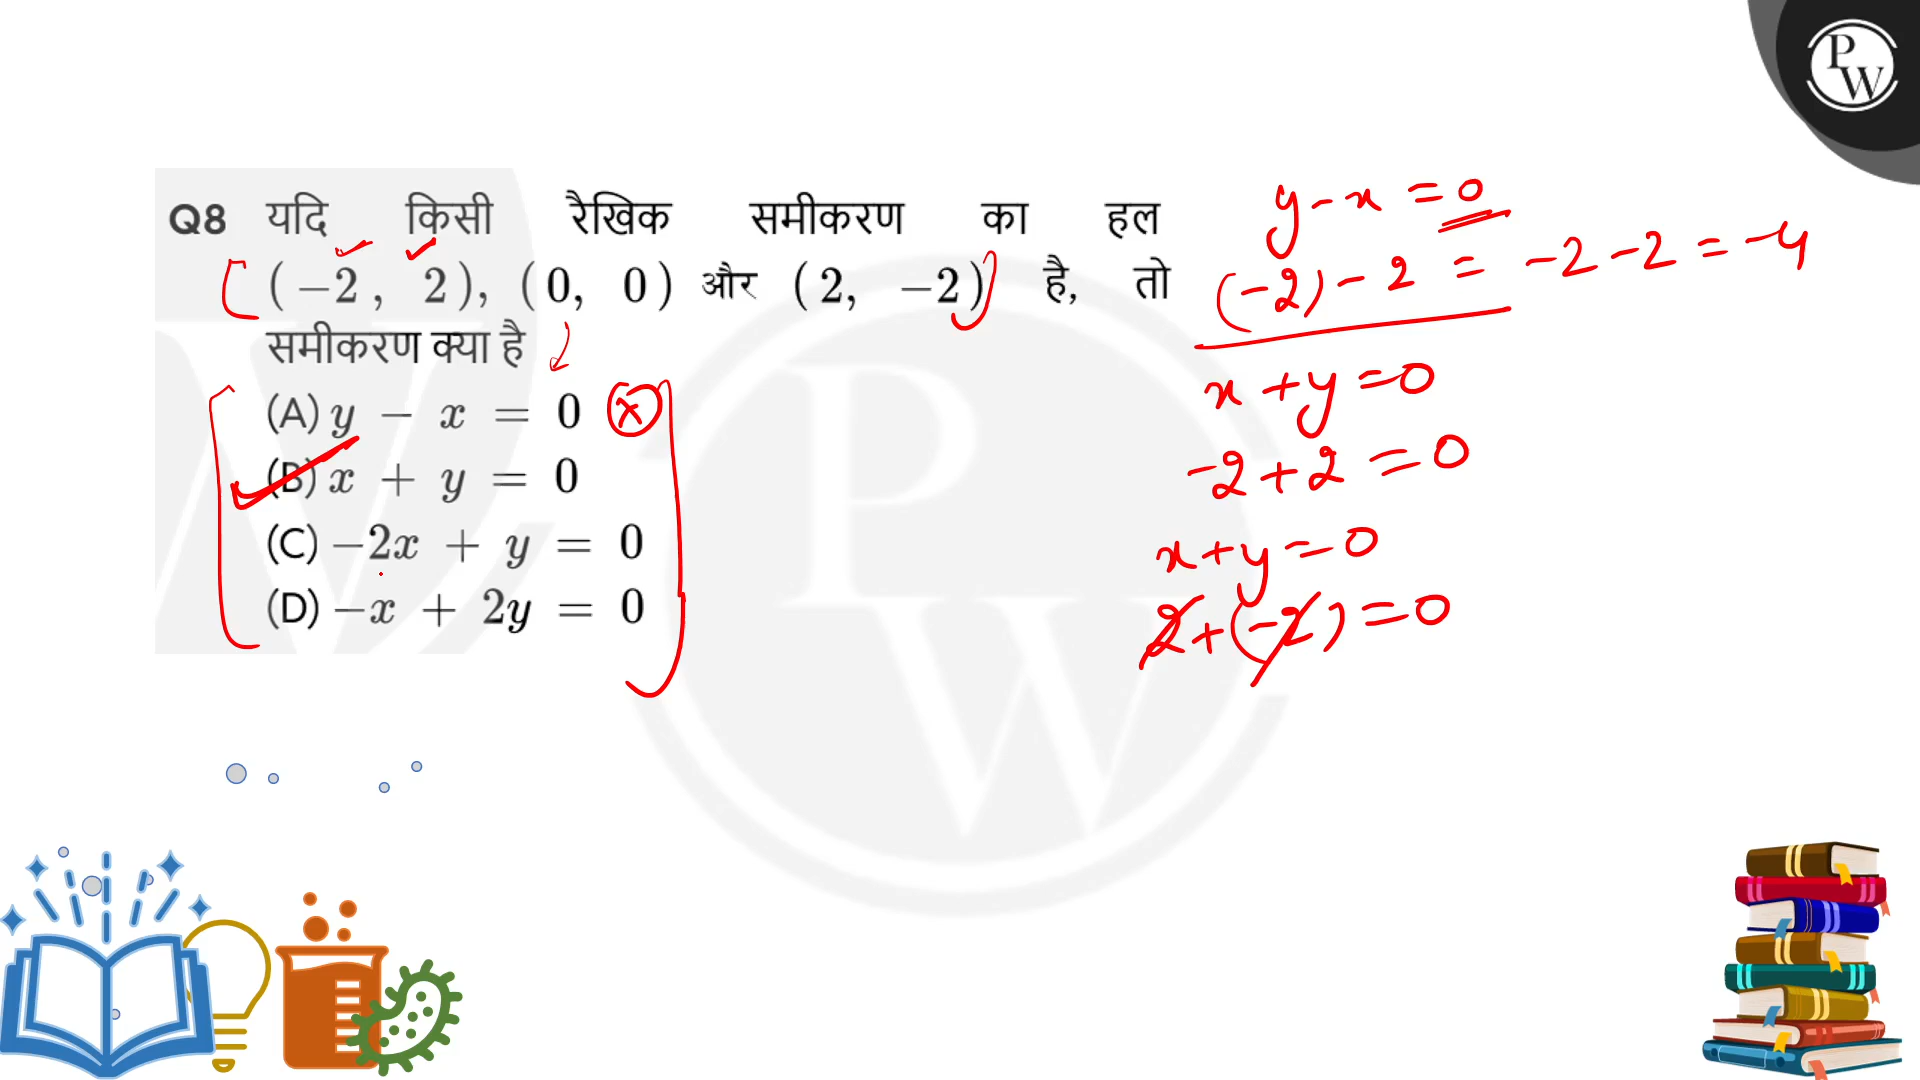 Q8 यदि किसी रैखिक समीकरण का हल
(−2, 2), (0, 0) और (2, −2) है, तो
समीकरण क्या है
(A) y − x = 0
(B) x + y = 0
(C) −2x + y = 0
(D) −x + 2y = 0
y − x = 0
(−2) − 2 = −2 − 2 = −4
x + y = 0
−2 + 2 = 0
x + y = 0
2 + (−2) = 0
PW
PW